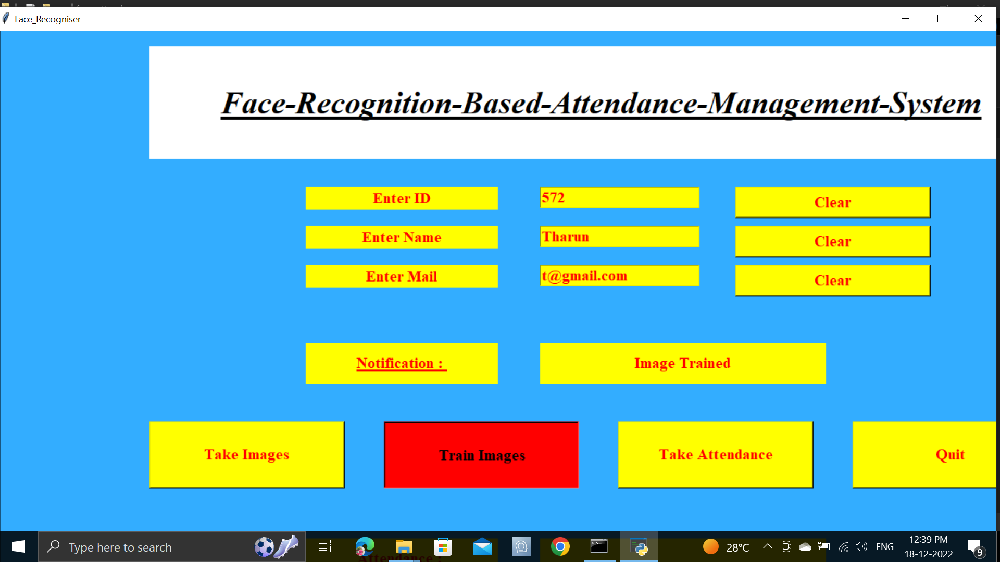 Face_Recogniser
Face-Recognition-Based-Attendance-Management-System
Enter ID 572 Clear
Enter Name Tharun Clear
Enter Mail t@gmail.com Clear
Notification : Image Trained
Take Images Train Images Take Attendance Quit
Type here to search 28°C ENG 12:39 PM
18-12-2022 9
Attendance :